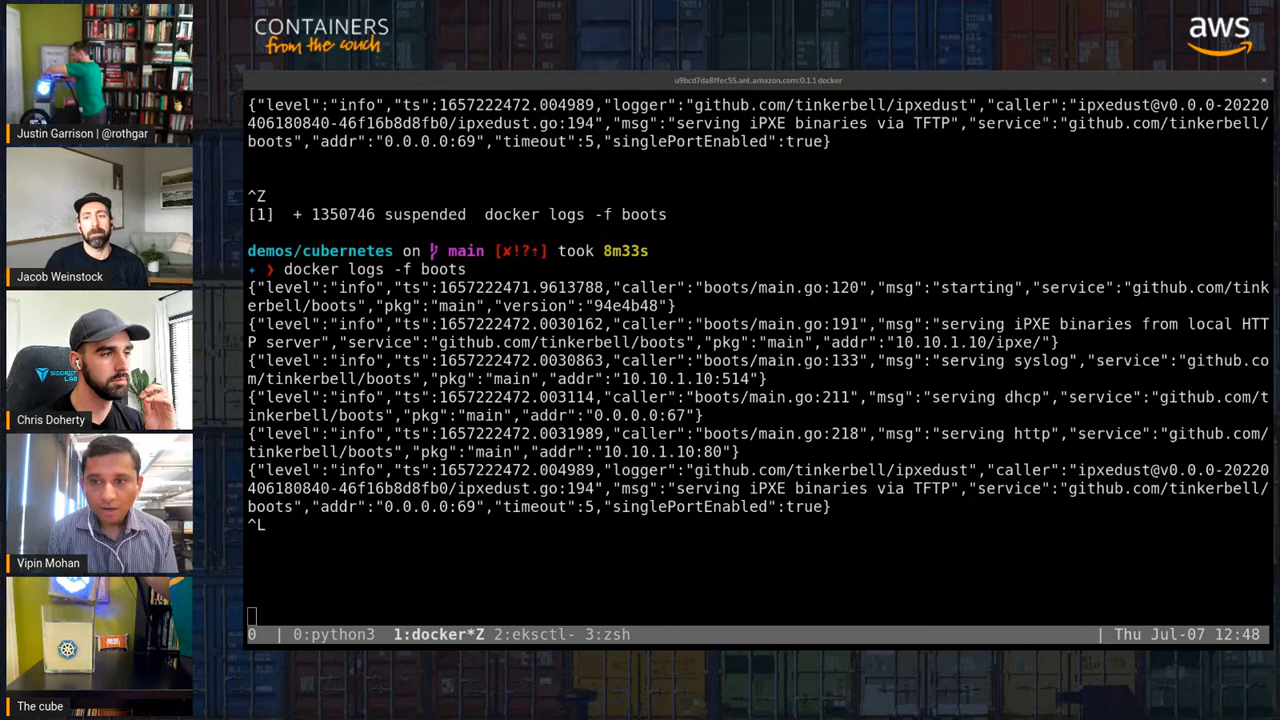 CONTAINERS
from the couch
aws
Justin Garrison | @rothgar
Jacob Weinstock
SECRET
LAB
Chris Doherty
Vipin Mohan
The cube
u9bcd7da8ffec55.ant.amazon.com:0.1.1 docker
{"level":"info","ts":1657222472.004989,"logger":"github.com/tinkerbell/ipxedust","caller":"ipxedust@v0.0.0-20220
406180840-46f16b8d8fb0/ipxedust.go:194","msg":"serving iPXE binaries via TFTP","service":"github.com/tinkerbell/
boots","addr":"0.0.0.0:69","timeout":5,"singlePortEnabled":true}
^Z
[1]  + 1350746 suspended  docker logs -f boots
demos/cubernetes on main [✘!?⇡] took 8m33s
✦ ❯ docker logs -f boots
{"level":"info","ts":1657222471.9613788,"caller":"boots/main.go:120","msg":"starting","service":"github.com/tink
erbell/boots","pkg":"main","version":"94e4b48"}
{"level":"info","ts":1657222472.0030162,"caller":"boots/main.go:191","msg":"serving iPXE binaries from local HTT
P server","service":"github.com/tinkerbell/boots","pkg":"main","addr":"10.10.1.10/ipxe/"}
{"level":"info","ts":1657222472.0030863,"caller":"boots/main.go:133","msg":"serving syslog","service":"github.co
m/tinkerbell/boots","pkg":"main","addr":"10.10.1.10:514"}
{"level":"info","ts":1657222472.003114,"caller":"boots/main.go:211","msg":"serving dhcp","service":"github.com/t
inkerbell/boots","pkg":"main","addr":"0.0.0.0:67"}
{"level":"info","ts":1657222472.0031989,"caller":"boots/main.go:218","msg":"serving http","service":"github.com/
tinkerbell/boots","pkg":"main","addr":"10.10.1.10:80"}
{"level":"info","ts":1657222472.004989,"logger":"github.com/tinkerbell/ipxedust","caller":"ipxedust@v0.0.0-20220
406180840-46f16b8d8fb0/ipxedust.go:194","msg":"serving iPXE binaries via TFTP","service":"github.com/tinkerbell/
boots","addr":"0.0.0.0:69","timeout":5,"singlePortEnabled":true}
^L
0 | 0:python3 1:docker*Z 2:eksctl- 3:zsh | Thu Jul-07 12:48